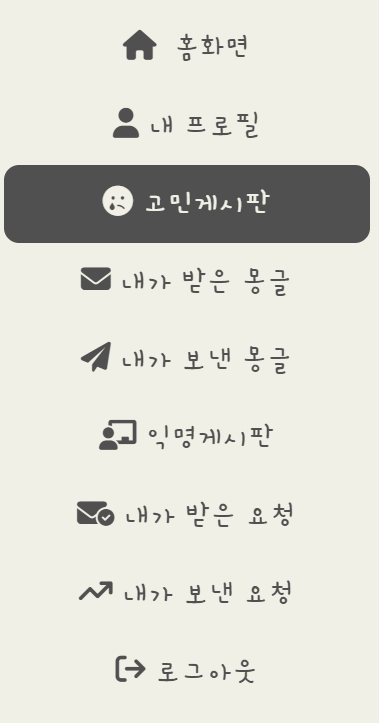 홈화면
내 프로필
고민게시판
내가 받은 몽글
내가 보낸 몽글
익명게시판
내가 받은 요청
내가 보낸 요청
로그아웃